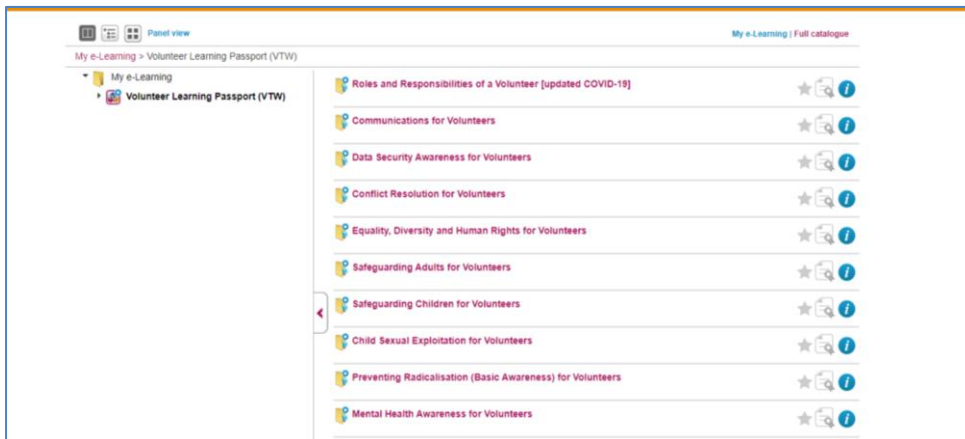 Panel view
My e-Learning | Full catalogue
My e-Learning > Volunteer Learning Passport (VTW)
My e-Learning
Volunteer Learning Passport (VTW)
Roles and Responsibilities of a Volunteer [updated COVID-19]
Communications for Volunteers
Data Security Awareness for Volunteers
Conflict Resolution for Volunteers
Equality, Diversity and Human Rights for Volunteers
Safeguarding Adults for Volunteers
Safeguarding Children for Volunteers
Child Sexual Exploitation for Volunteers
Preventing Radicalisation (Basic Awareness) for Volunteers
Mental Health Awareness for Volunteers